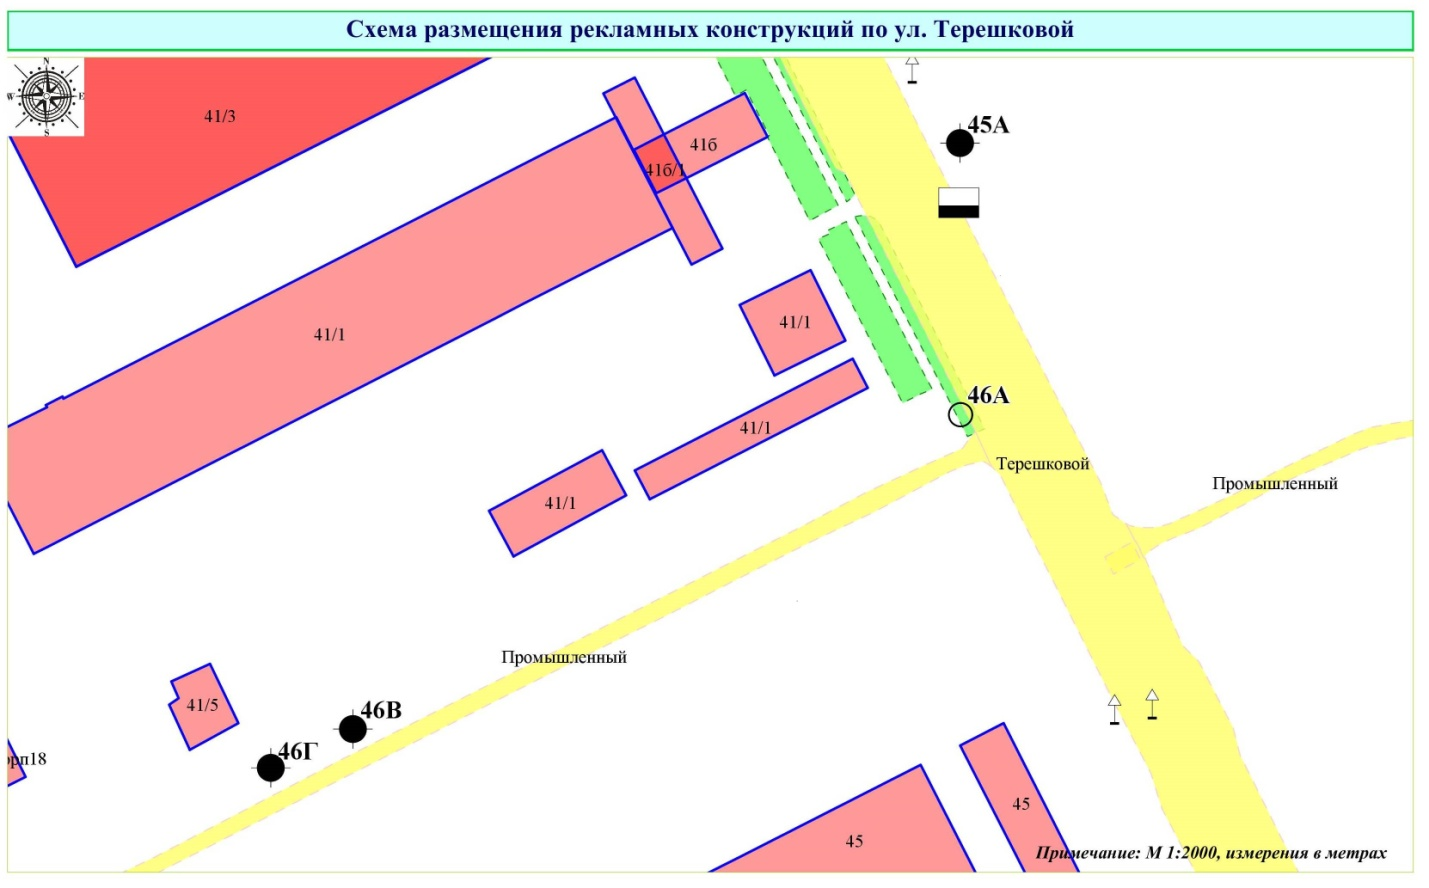 Схема размещения рекламных конструкций по ул. Терешковой
N
W
E
S
41/3
45А
41б
41б/1
41/1
41/1
46А
41/1
Терешковой
Промышленный
41/1
Промышленный
41/5
46В
46Г
орп18
45
45
Примечание: М 1:2000, измерения в метрах